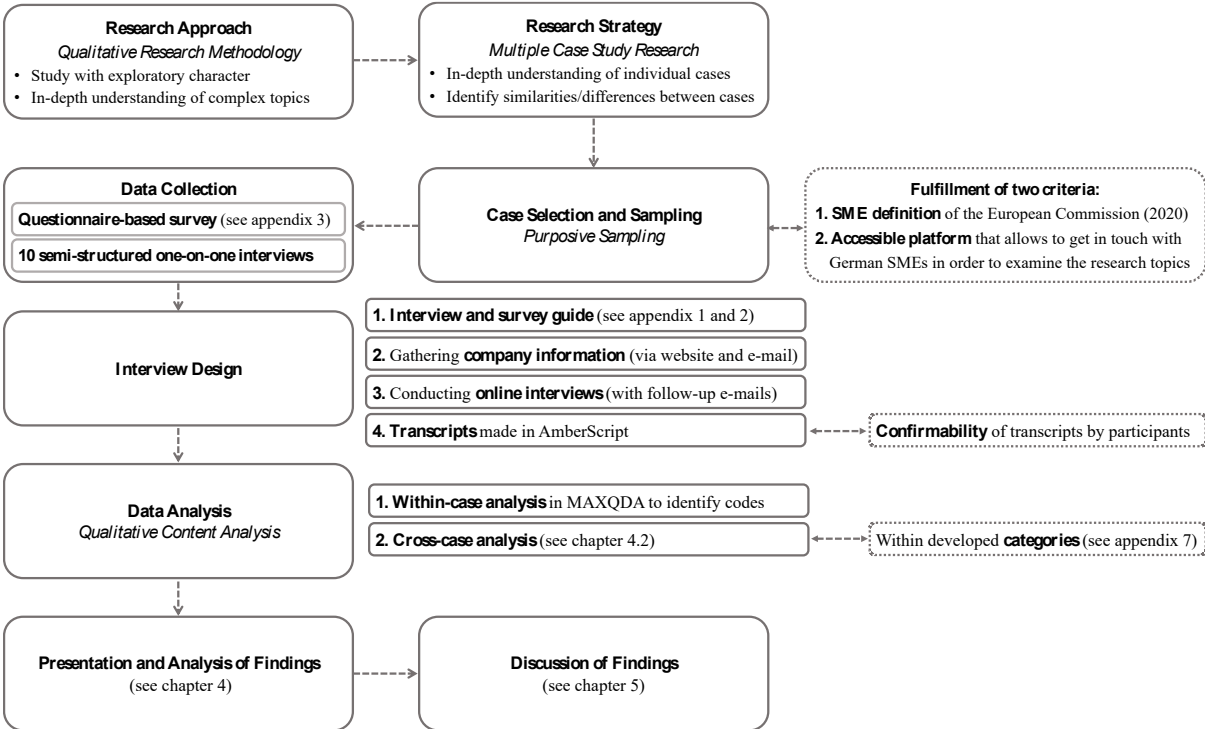 Research Approach
Qualitative Research Methodology
• Study with exploratory character
• In-depth understanding of complex topics
Research Strategy
Multiple Case Study Research
• In-depth understanding of individual cases
• Identify similarities/differences between cases
Data Collection
Questionnaire-based survey (see appendix 3)
10 semi-structured one-on-one interviews
Case Selection and Sampling
Purposive Sampling
Fulfillment of two criteria:
1. SME definition of the European Commission (2020)
2. Accessible platform that allows to get in touch with
German SMEs in order to examine the research topics
Interview Design
1. Interview and survey guide (see appendix 1 and 2)
2. Gathering company information (via website and e-mail)
3. Conducting online interviews (with follow-up e-mails)
4. Transcripts made in AmberScript
Confirmability of transcripts by participants
Data Analysis
Qualitative Content Analysis
1. Within-case analysis in MAXQDA to identify codes
2. Cross-case analysis (see chapter 4.2)
Within developed categories (see appendix 7)
Presentation and Analysis of Findings
(see chapter 4)
Discussion of Findings
(see chapter 5)